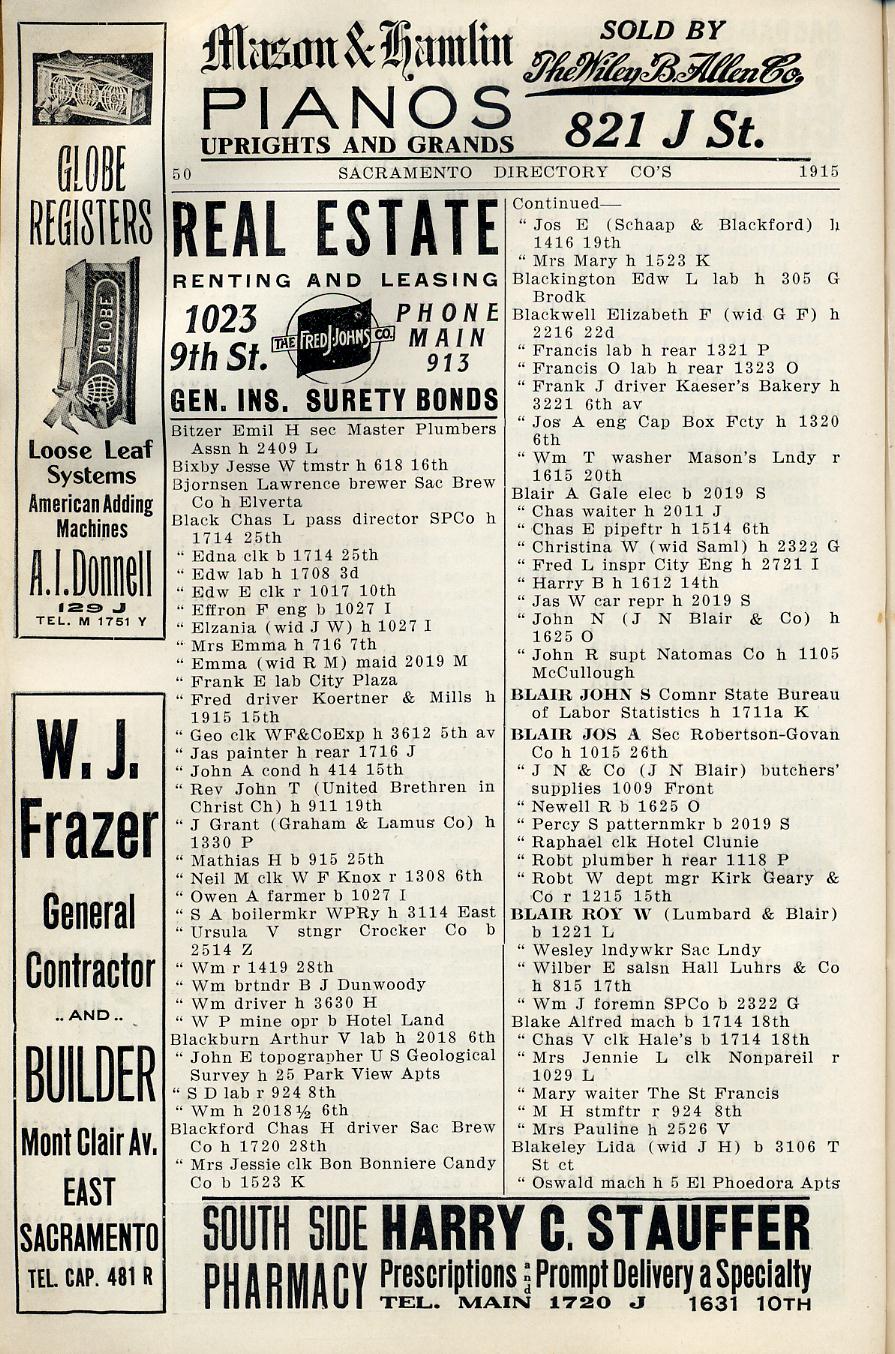 Mason & Hamlin
PIANOS
UPRIGHTS AND GRANDS
SOLD BY
The Wiley B. Allen Co.
821 J St.
50 SACRAMENTO DIRECTORY CO'S 1915
GLOBE
REGISTERS
GLOBE
Loose Leaf
Systems
American Adding
Machines
A. I. Donnell
129 J
TEL. M 1751 Y
W. J.
Frazer
General
Contractor
.. AND ..
BUILDER
Mont Clair Av.
EAST
SACRAMENTO
TEL. CAP. 481 R
REAL ESTATE
RENTING AND LEASING
1023
9th St.
THE FRED J. JOHNS CO.
PHONE
MAIN
913
GEN. INS. SURETY BONDS
Bitzer Emil H sec Master Plumbers
Assn h 2409 L
Bixby Jesse W tmstr h 618 16th
Bjornsen Lawrence brewer Sac Brew
Co h Elverta
Black Chas L pass director SPCo h
1714 25th
“ Edna clk b 1714 25th
“ Edw lab h 1708 3d
“ Edw E clk r 1017 10th
“ Effron F eng b 1027 I
“ Elzania (wid J W) h 1027 I
“ Mrs Emma h 716 7th
“ Emma (wid R M) maid 2019 M
“ Frank E lab City Plaza
“ Fred driver Koertner & Mills h
1915 15th
“ Geo clk WF&CoExp h 3612 5th av
“ Jas painter h rear 1716 J
“ John A cond h 414 15th
“ Rev John T (United Brethren in
Christ Ch) h 911 19th
“ J Grant (Graham & Lamus Co) h
1330 P
“ Mathias H b 915 25th
“ Neil M clk W F Knox r 1308 6th
“ Owen A farmer b 1027 I
“ S A boilermkr WPRy h 3114 East
“ Ursula V stngr Crocker Co b
2514 Z
“ Wm r 1419 28th
“ Wm brtndr B J Dunwoody
“ Wm driver h 3630 H
“ W P mine opr b Hotel Land
Blackburn Arthur V lab h 2018 6th
“ John E topographer U S Geological
Survey h 25 Park View Apts
“ S D lab r 924 8th
“ Wm h 2018½ 6th
Blackford Chas H driver Sac Brew
Co h 1720 28th
“ Mrs Jessie clk Bon Bonniere Candy
Co b 1523 K
Continued—
“ Jos E (Schaap & Blackford) h
1416 19th
“ Mrs Mary h 1523 K
Blackington Edw L lab h 305 G
Brodk
Blackwell Elizabeth F (wid G F) h
2216 22d
“ Francis lab h rear 1321 P
“ Francis O lab h rear 1323 O
“ Frank J driver Kaeser's Bakery h
3221 6th av
“ Jos A eng Cap Box Fcty h 1320
6th
“ Wm T washer Mason's Lndy r
1615 20th
Blair A Gale elec b 2019 S
“ Chas waiter h 2011 J
“ Chas E pipeftr h 1514 6th
“ Christina W (wid Saml) h 2322 G
“ Fred L inspr City Eng h 2721 I
“ Harry B h 1612 14th
“ Jas W car repr h 2019 S
“ John N (J N Blair & Co) h
1625 O
“ John R supt Natomas Co h 1105
McCullough
BLAIR JOHN S Comnr State Bureau
of Labor Statistics h 1711a K
BLAIR JOS A Sec Robertson-Govan
Co h 1015 26th
“ J N & Co (J N Blair) butchers'
supplies 1009 Front
“ Newell R b 1625 O
“ Percy S patternmkr b 2019 S
“ Raphael clk Hotel Clunie
“ Robt plumber h rear 1118 P
“ Robt W dept mgr Kirk Geary &
Co r 1215 15th
BLAIR ROY W (Lumbard & Blair)
b 1221 L
“ Wesley lndywkr Sac Lndy
“ Wilber E salsn Hall Luhrs & Co
h 815 17th
“ Wm J foremn SPCo b 2322 G
Blake Alfred mach b 1714 18th
“ Chas V clk Hale's b 1714 18th
“ Mrs Jennie L clk Nonpareil r
1029 L
“ Mary waiter The St Francis
“ M H stmftr r 924 8th
“ Mrs Pauline h 2526 V
Blakeley Lida (wid J H) b 3106 T
St ct
“ Oswald mach h 5 El Phoedora Apts
SOUTH SIDE
PHARMACY
HARRY C. STAUFFER
Prescriptions and Prompt Delivery a Specialty
TEL. MAIN 1720 J 1631 10TH